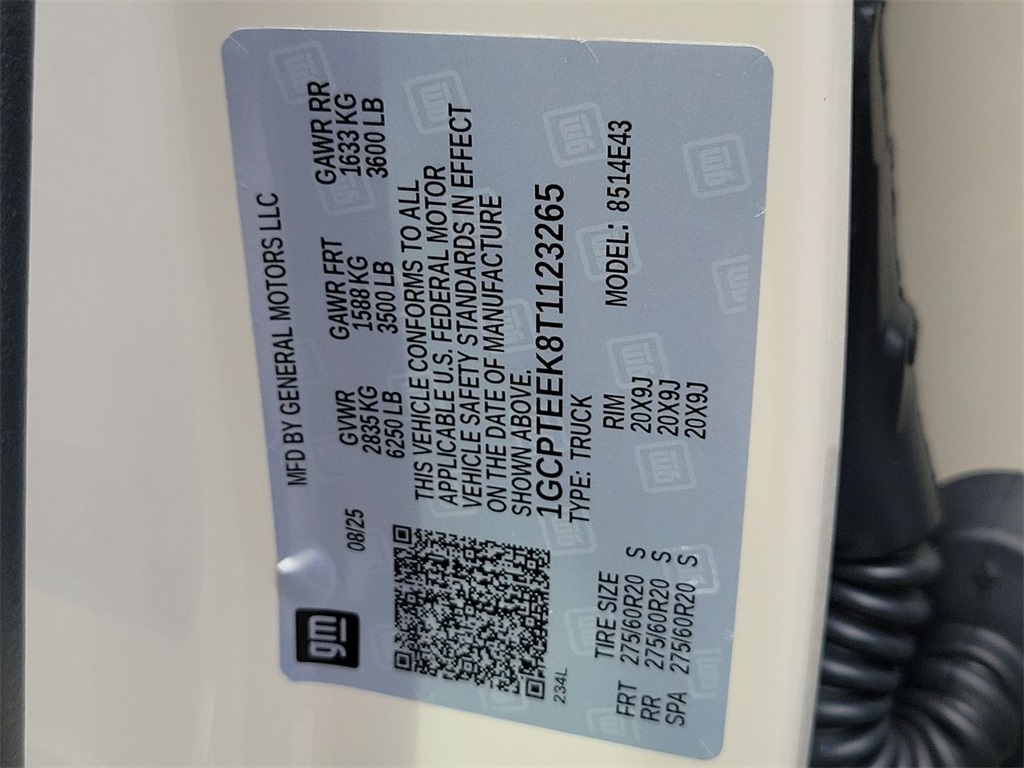 gm
MFD BY GENERAL MOTORS LLC
08/25
GVWR GAWR FRT GAWR RR
2835 KG 1588 KG 1633 KG
6250 LB 3500 LB 3600 LB
THIS VEHICLE CONFORMS TO ALL
APPLICABLE U.S. FEDERAL MOTOR
VEHICLE SAFETY STANDARDS IN EFFECT
ON THE DATE OF MANUFACTURE
SHOWN ABOVE.
1GCPTEEK8T1123265
TYPE: TRUCK MODEL: 8514E43
234L
TIRE SIZE RIM
FRT 275/60R20 S 20X9J
RR 275/60R20 S 20X9J
SPA 275/60R20 S 20X9J